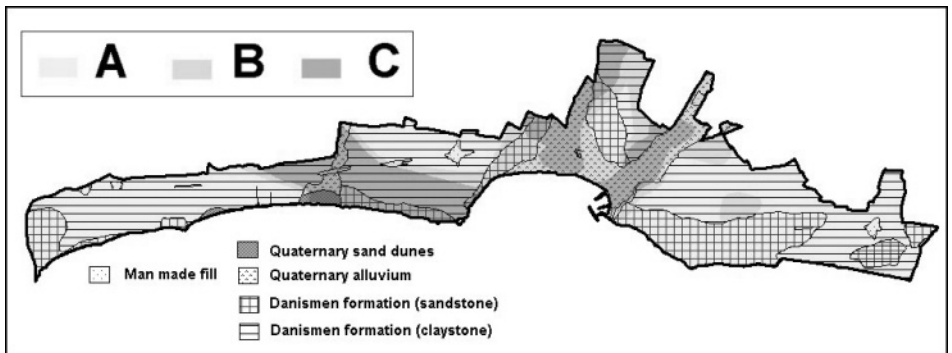 A B C
Quaternary sand dunes
Man made fill
Quaternary alluvium
Danismen formation (sandstone)
Danismen formation (claystone)